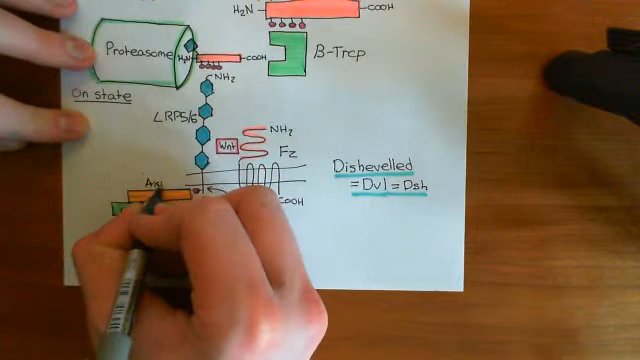 H₂N COOH
Proteasome H₂N COOH β-Trcp
On state
NH₂
LRP5/6
Wnt NH₂
Fz
Dishevelled
= Dvl = Dsh
Axi
COOH